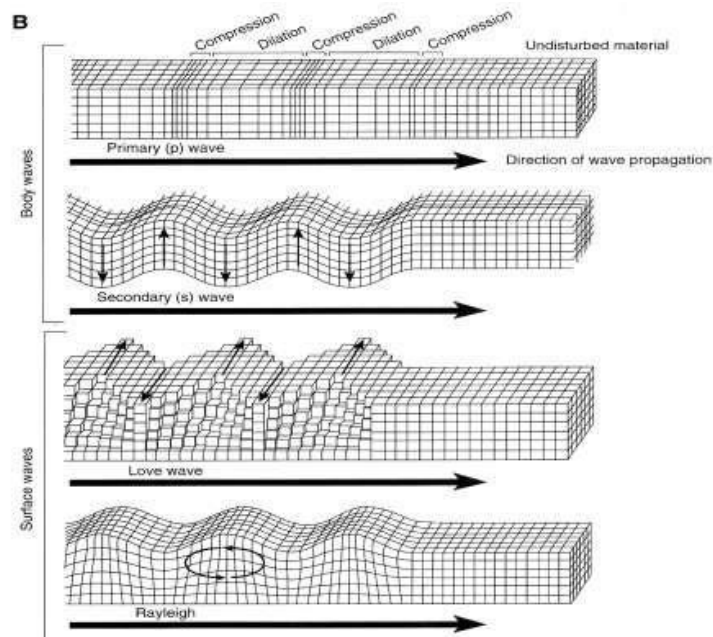 B
Compression
Dilation
Compression
Dilation
Compression
Undisturbed material
Primary (p) wave
Direction of wave propagation
Body waves
Secondary (s) wave
Love wave
Surface waves
Rayleigh